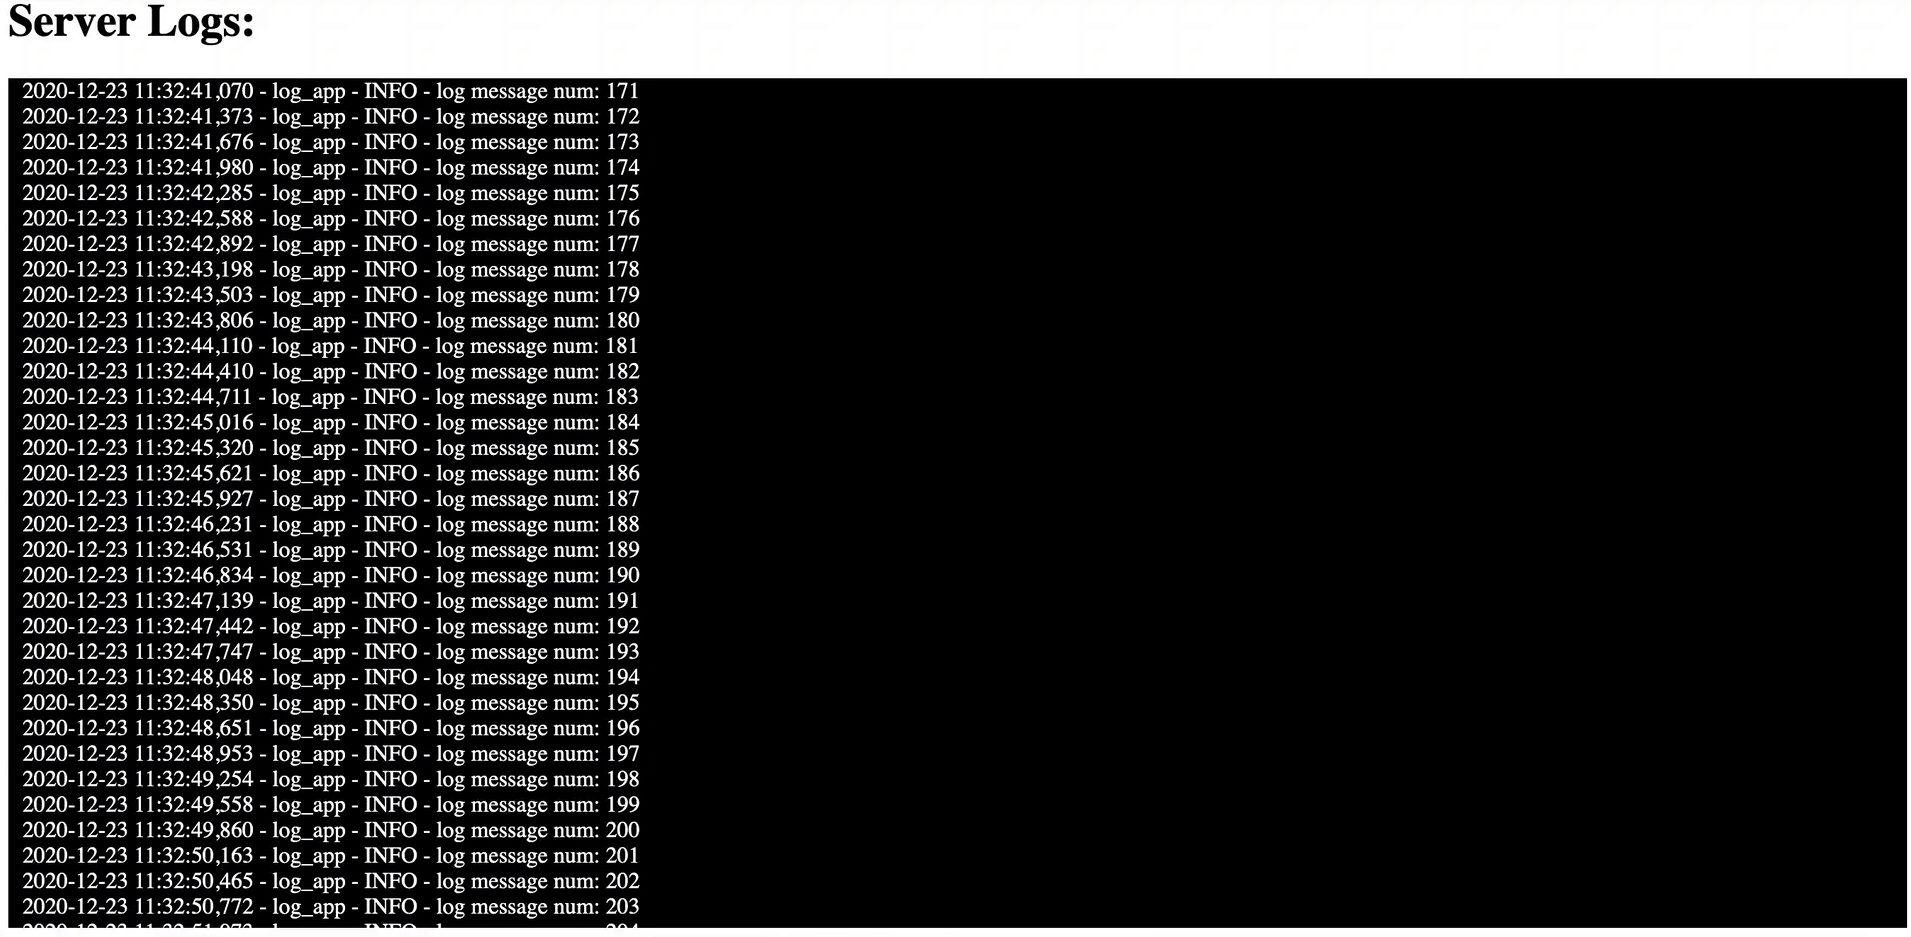 Server Logs:
2020-12-23 11:32:41,070 - log_app - INFO - log message num: 171
2020-12-23 11:32:41,373 - log_app - INFO - log message num: 172
2020-12-23 11:32:41,676 - log_app - INFO - log message num: 173
2020-12-23 11:32:41,980 - log_app - INFO - log message num: 174
2020-12-23 11:32:42,285 - log_app - INFO - log message num: 175
2020-12-23 11:32:42,588 - log_app - INFO - log message num: 176
2020-12-23 11:32:42,892 - log_app - INFO - log message num: 177
2020-12-23 11:32:43,198 - log_app - INFO - log message num: 178
2020-12-23 11:32:43,503 - log_app - INFO - log message num: 179
2020-12-23 11:32:43,806 - log_app - INFO - log message num: 180
2020-12-23 11:32:44,110 - log_app - INFO - log message num: 181
2020-12-23 11:32:44,410 - log_app - INFO - log message num: 182
2020-12-23 11:32:44,711 - log_app - INFO - log message num: 183
2020-12-23 11:32:45,016 - log_app - INFO - log message num: 184
2020-12-23 11:32:45,320 - log_app - INFO - log message num: 185
2020-12-23 11:32:45,621 - log_app - INFO - log message num: 186
2020-12-23 11:32:45,927 - log_app - INFO - log message num: 187
2020-12-23 11:32:46,231 - log_app - INFO - log message num: 188
2020-12-23 11:32:46,531 - log_app - INFO - log message num: 189
2020-12-23 11:32:46,834 - log_app - INFO - log message num: 190
2020-12-23 11:32:47,139 - log_app - INFO - log message num: 191
2020-12-23 11:32:47,442 - log_app - INFO - log message num: 192
2020-12-23 11:32:47,747 - log_app - INFO - log message num: 193
2020-12-23 11:32:48,048 - log_app - INFO - log message num: 194
2020-12-23 11:32:48,350 - log_app - INFO - log message num: 195
2020-12-23 11:32:48,651 - log_app - INFO - log message num: 196
2020-12-23 11:32:48,953 - log_app - INFO - log message num: 197
2020-12-23 11:32:49,254 - log_app - INFO - log message num: 198
2020-12-23 11:32:49,558 - log_app - INFO - log message num: 199
2020-12-23 11:32:49,860 - log_app - INFO - log message num: 200
2020-12-23 11:32:50,163 - log_app - INFO - log message num: 201
2020-12-23 11:32:50,465 - log_app - INFO - log message num: 202
2020-12-23 11:32:50,772 - log_app - INFO - log message num: 203